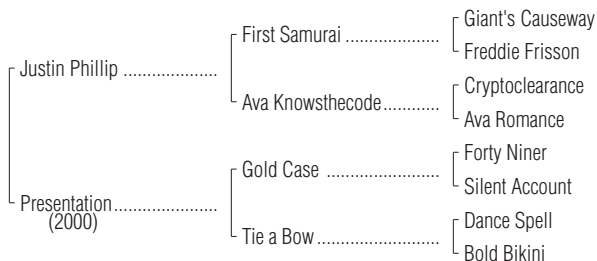 Giant's Causeway
First Samurai ....................
Freddie Frisson
Justin Phillip ....................
Cryptoclearance
Ava Knowsthecode............
Ava Romance
Forty Niner
Gold Case ........................
Silent Account
Presentation......................
(2000)
Dance Spell
Tie a Bow..........................
Bold Bikini